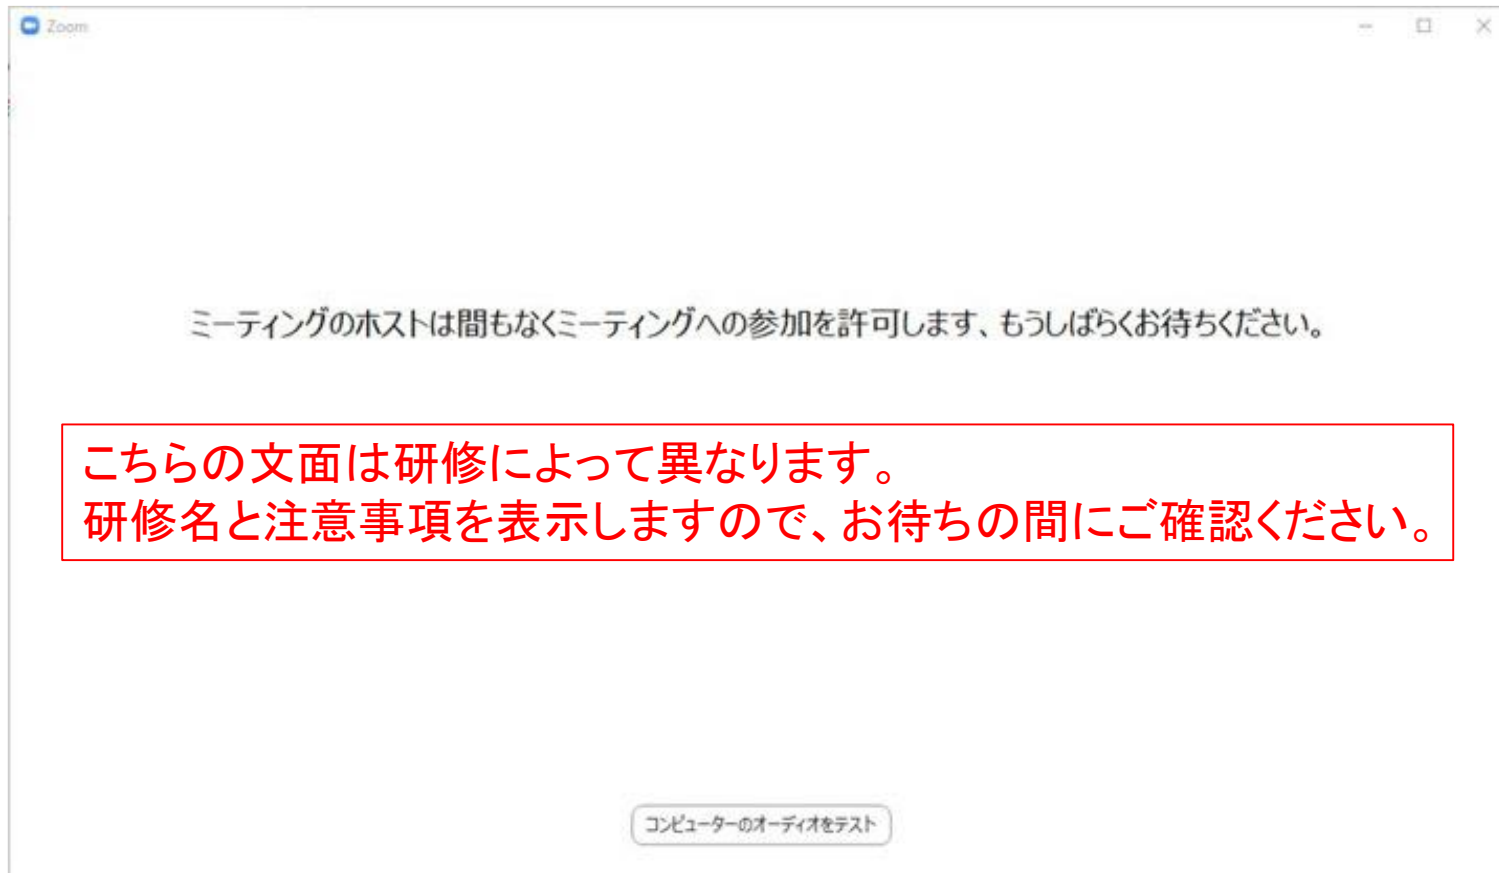 Zoom
ミーティングのホストは間もなくミーティングへの参加を許可します、もうしばらくお待ちください。
こちらの文面は研修によって異なります。
研修名と注意事項を表示しますので、お待ちの間にご確認ください。
コンピューターのオーディオをテスト